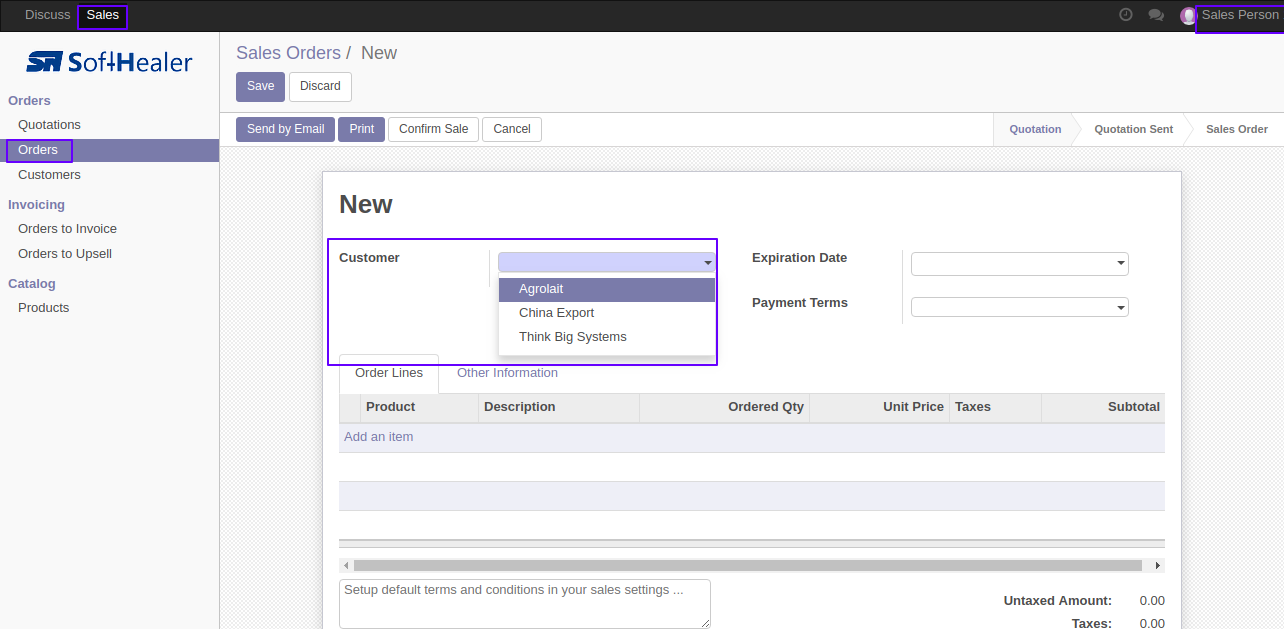 Discuss Sales Sales Person
SoftHealer
Sales Orders / New
Save Discard
Orders
Quotations
Orders
Customers
Invoicing
Orders to Invoice
Orders to Upsell
Catalog
Products
Send by Email Print Confirm Sale Cancel Quotation Quotation Sent Sales Order
New
Customer
Agrolait
China Export
Think Big Systems
Expiration Date
Payment Terms
Order Lines Other Information
Product Description Ordered Qty Unit Price Taxes Subtotal
Add an item
Setup default terms and conditions in your sales settings ...
Untaxed Amount: 0.00
Taxes: 0.00